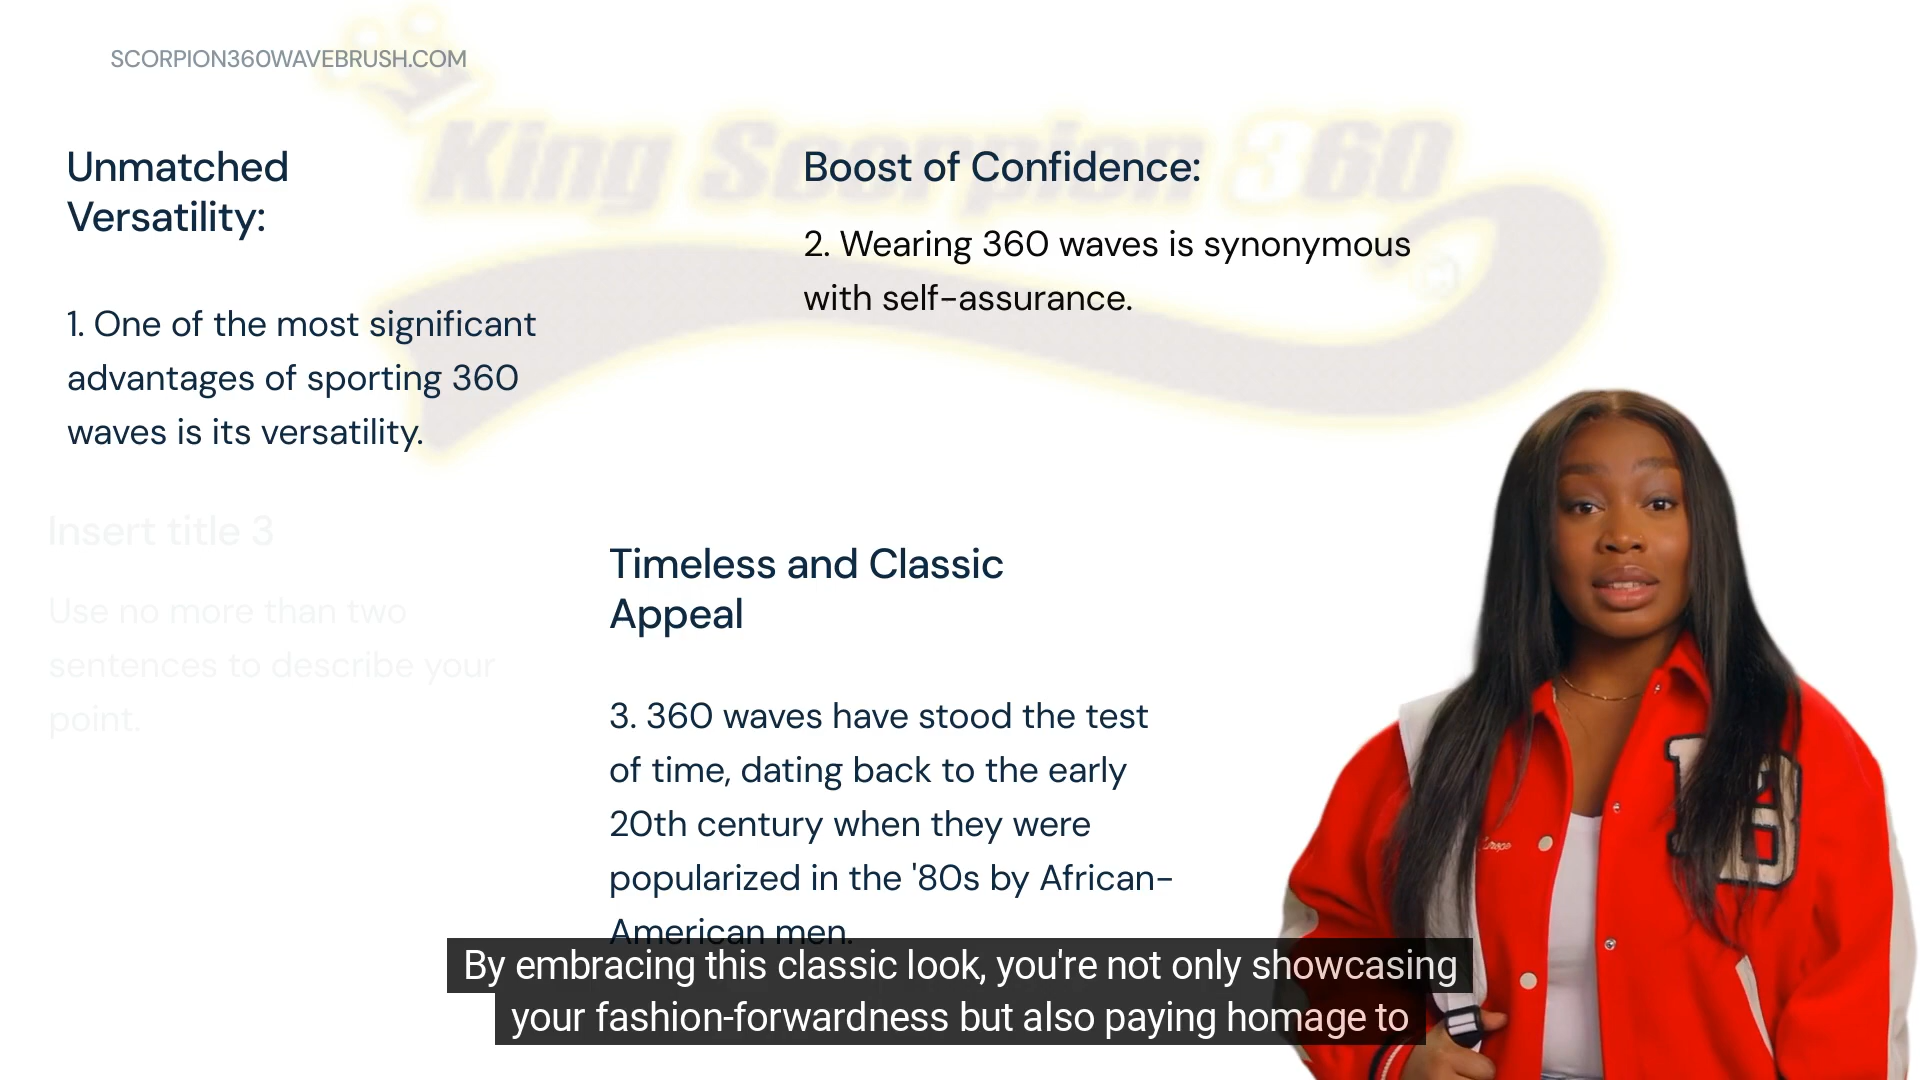 SCORPION360WAVEBRUSH.COM
King Scorpion 360
Unmatched
Versatility:
1. One of the most significant
advantages of sporting 360
waves is its versatility.
Boost of Confidence:
2. Wearing 360 waves is synonymous
with self-assurance.
Insert title 3
Use no more than two
sentences to describe your
point.
Timeless and Classic
Appeal
3. 360 waves have stood the test
of time, dating back to the early
20th century when they were
popularized in the '80s by African-
American men.
By embracing this classic look, you're not only showcasing
your fashion-forwardness but also paying homage to